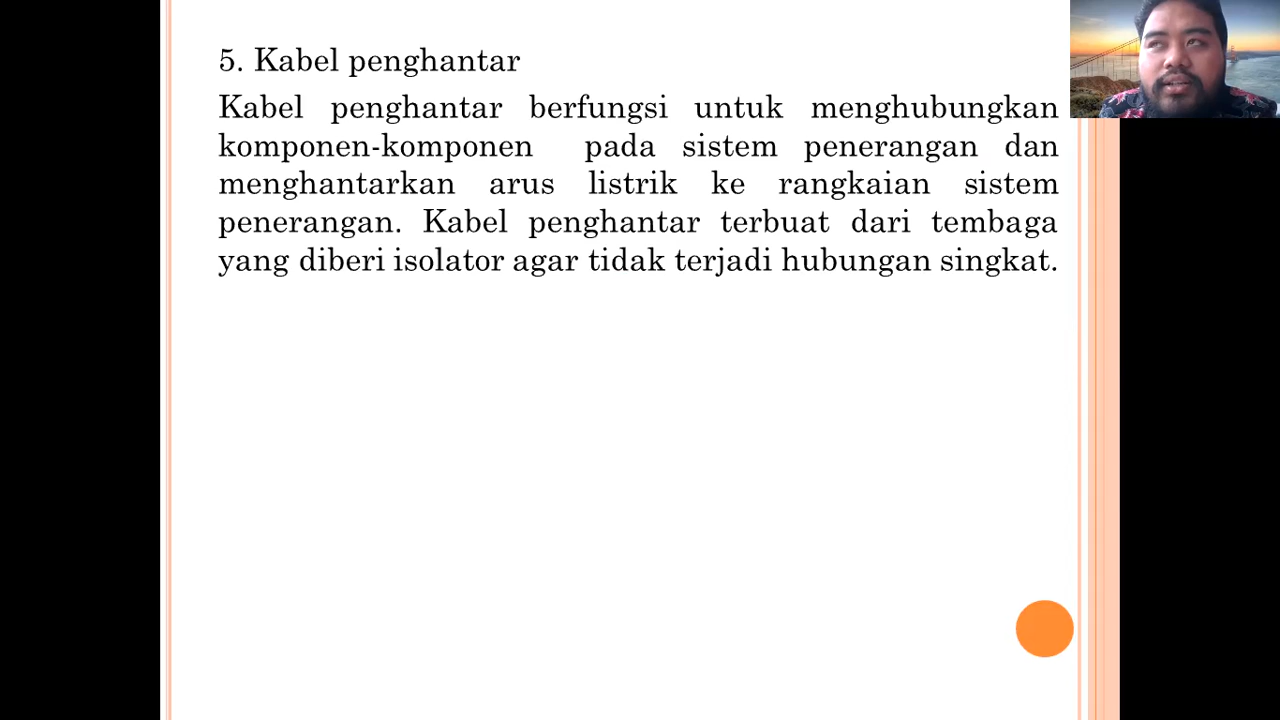 5. Kabel penghantar
Kabel penghantar berfungsi untuk menghubungkan
komponen-komponen pada sistem penerangan dan
menghantarkan arus listrik ke rangkaian sistem
penerangan. Kabel penghantar terbuat dari tembaga
yang diberi isolator agar tidak terjadi hubungan singkat.